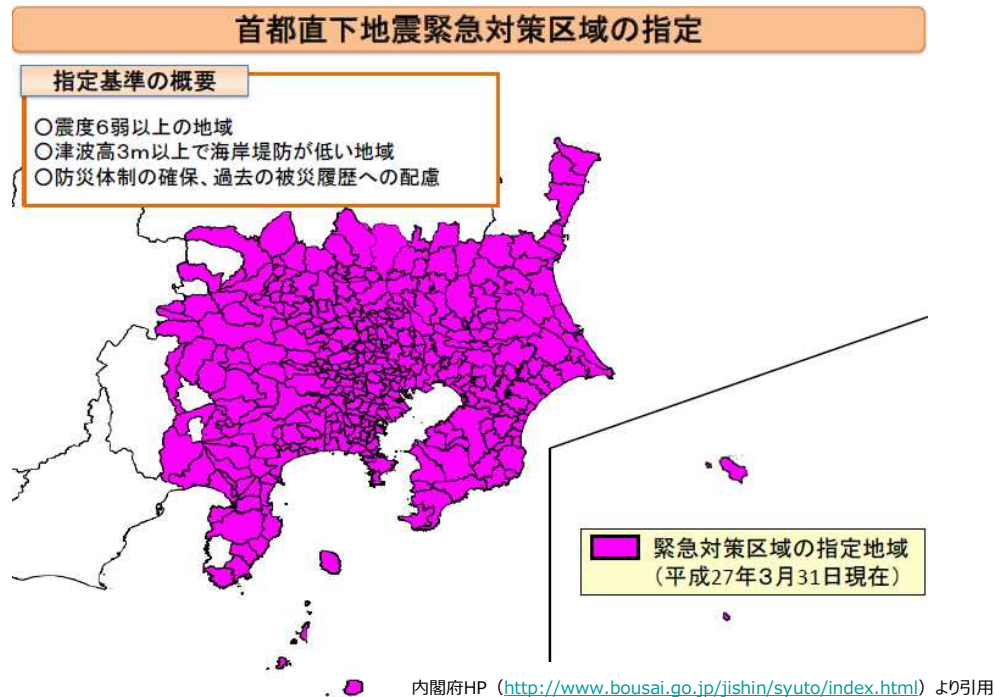 首都直下地震緊急対策区域の指定
指定基準の概要
○震度6弱以上の地域
○津波高3m以上で海岸堤防が低い地域
○防災体制の確保、過去の被災履歴への配慮
緊急対策区域の指定地域
(平成27年3月31日現在)
内閣府HP(http://www.bousai.go.jp/jishin/syuto/index.html)より引用